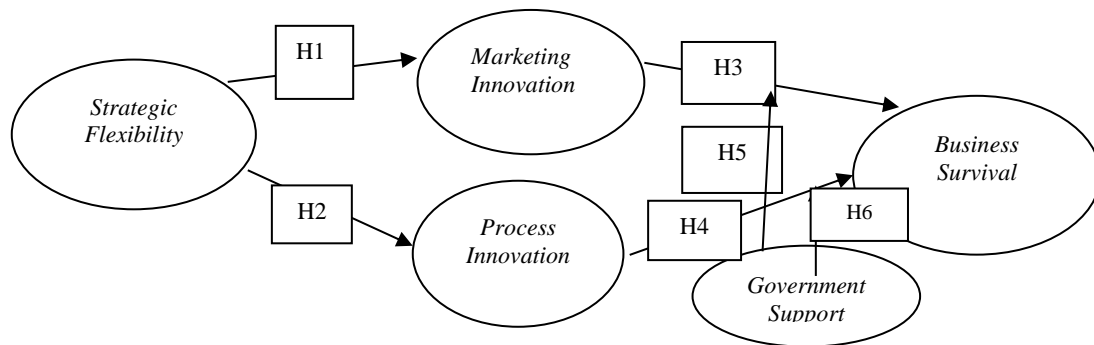 H1
Marketing
Innovation
H3
Strategic
Flexibility
H5
Business
Survival
H2
Process
Innovation
H4
H6
Government
Support